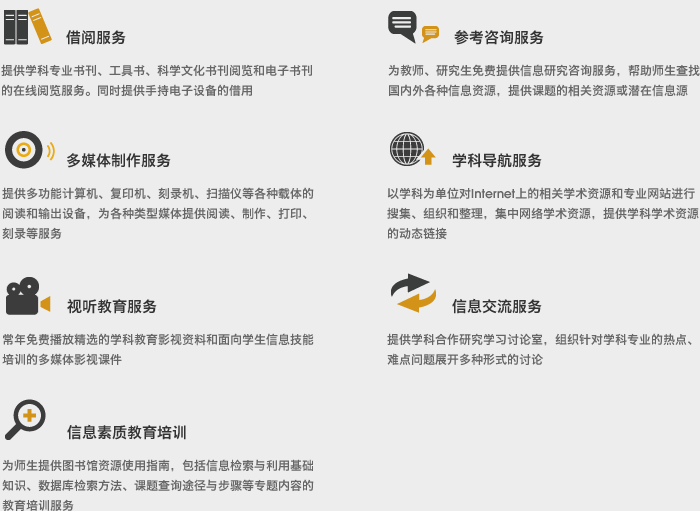 借阅服务
提供学科专业书刊、工具书、科学文化书刊阅览和电子书刊
的在线阅览服务。同时提供手持电子设备的借用
参考咨询服务
为教师、研究生免费提供信息研究咨询服务，帮助师生查找
国内外各种信息资源，提供课题的相关资源或潜在信息源
多媒体制作服务
提供多功能计算机、复印机、刻录机、扫描仪等各种载体的
阅读和输出设备，为各种类型媒体提供阅读、制作、打印、
刻录等服务
学科导航服务
以学科为单位对Internet上的相关学术资源和专业网站进行
搜集、组织和整理，集中网络学术资源，提供学科学术资源
的动态链接
视听教育服务
常年免费播放精选的学科教育影视资料和面向学生信息技能
培训的多媒体影视课件
信息交流服务
提供学科合作研究学习讨论室，组织针对学科专业的热点、
难点问题展开多种形式的讨论
信息素质教育培训
为师生提供图书馆资源使用指南，包括信息检索与利用基础
知识、数据库检索方法、课题查询途径与步骤等专题内容的
教育培训服务